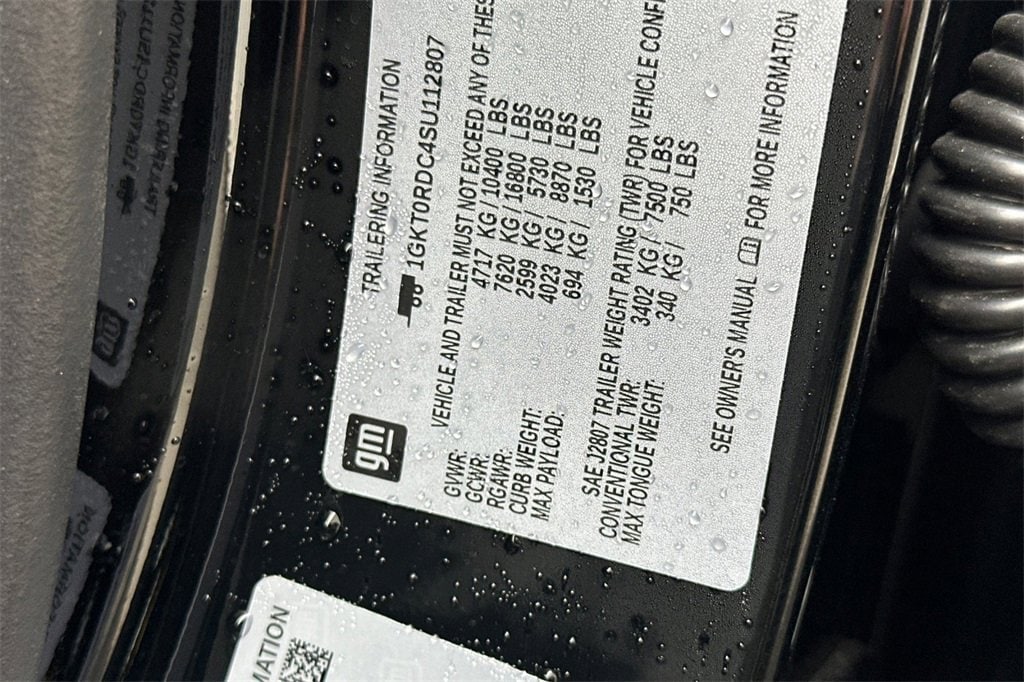 TRAILERING INFORMATION
1GKT0RDC4SU112807
gm
VEHICLE AND TRAILER MUST NOT EXCEED ANY OF THESE
GVWR: 4717 KG / 10400 LBS
GCWR: 7620 KG 16800 LBS
RGAWR: 2599 KG / 5730 LBS
CURB WEIGHT: 4023 KG / 8870 LBS
MAX PAYLOAD: 694 KG / 1530 LBS
SAE J2807 TRAILER WEIGHT RATING (TWR) FOR VEHICLE CONFI
CONVENTIONAL TWR: 3402 KG / 7500 LBS
MAX TONGUE WEIGHT: 340 KG / 750 LBS
SEE OWNER'S MANUAL FOR MORE INFORMATION
MATION
gm